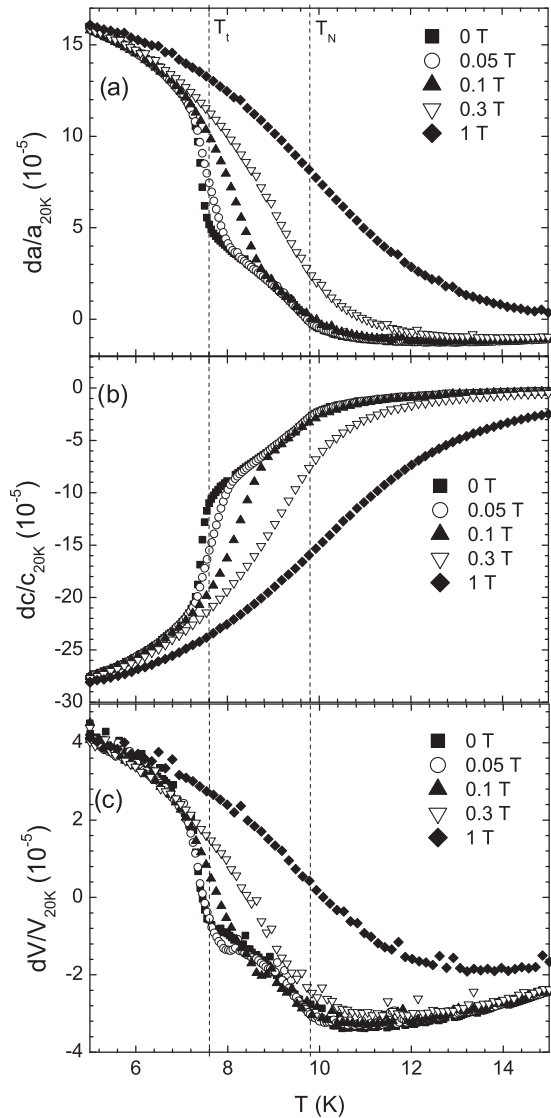 T_t
T_N
15
10
5
0
da/a_20K (10^-5)
(a)
0 T
0.05 T
0.1 T
0.3 T
1 T
0
-5
-10
-15
-20
-25
-30
dc/c_20K (10^-5)
(b)
0 T
0.05 T
0.1 T
0.3 T
1 T
4
2
0
-2
-4
dV/V_20K (10^-5)
(c)
0 T
0.05 T
0.1 T
0.3 T
1 T
6 8 10 12 14
T (K)